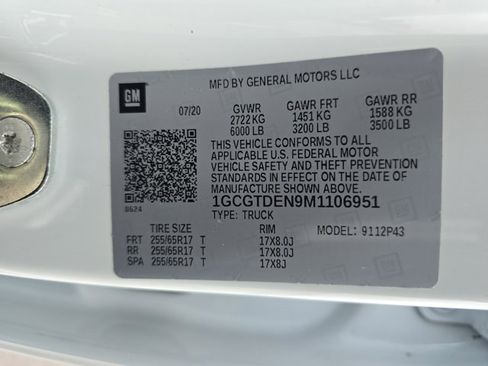 MFD BY GENERAL MOTORS LLC
GM
07/20 GVWR GAWR FRT GAWR RR
2722 KG 1451 KG 1588 KG
6000 LB 3200 LB 3500 LB
THIS VEHICLE CONFORMS TO ALL
APPLICABLE U.S. FEDERAL MOTOR
VEHICLE SAFETY AND THEFT PREVENTION
STANDARDS IN EFFECT ON THE DATE OF
MANUFACTURE SHOWN ABOVE.
1GCGTDEN9M1106951
8624 TYPE: TRUCK
TIRE SIZE RIM MODEL: 9112P43
FRT 255/65R17 T 17X8.0J
RR 255/65R17 T 17X8.0J
SPA 255/65R17 T 17X8J